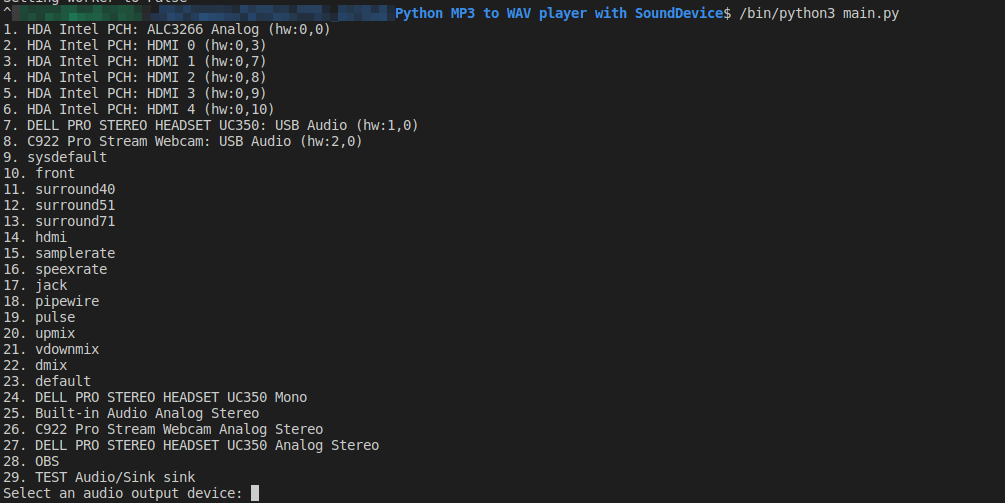 Setting worker to Pulse
^ Python MP3 to WAV player with SoundDevice$ /bin/python3 main.py
1. HDA Intel PCH: ALC3266 Analog (hw:0,0)
2. HDA Intel PCH: HDMI 0 (hw:0,3)
3. HDA Intel PCH: HDMI 1 (hw:0,7)
4. HDA Intel PCH: HDMI 2 (hw:0,8)
5. HDA Intel PCH: HDMI 3 (hw:0,9)
6. HDA Intel PCH: HDMI 4 (hw:0,10)
7. DELL PRO STEREO HEADSET UC350: USB Audio (hw:1,0)
8. C922 Pro Stream Webcam: USB Audio (hw:2,0)
9. sysdefault
10. front
11. surround40
12. surround51
13. surround71
14. hdmi
15. samplerate
16. speexrate
17. jack
18. pipewire
19. pulse
20. upmix
21. vdownmix
22. dmix
23. default
24. DELL PRO STEREO HEADSET UC350 Mono
25. Built-in Audio Analog Stereo
26. C922 Pro Stream Webcam Analog Stereo
27. DELL PRO STEREO HEADSET UC350 Analog Stereo
28. OBS
29. TEST Audio/Sink sink
Select an audio output device: